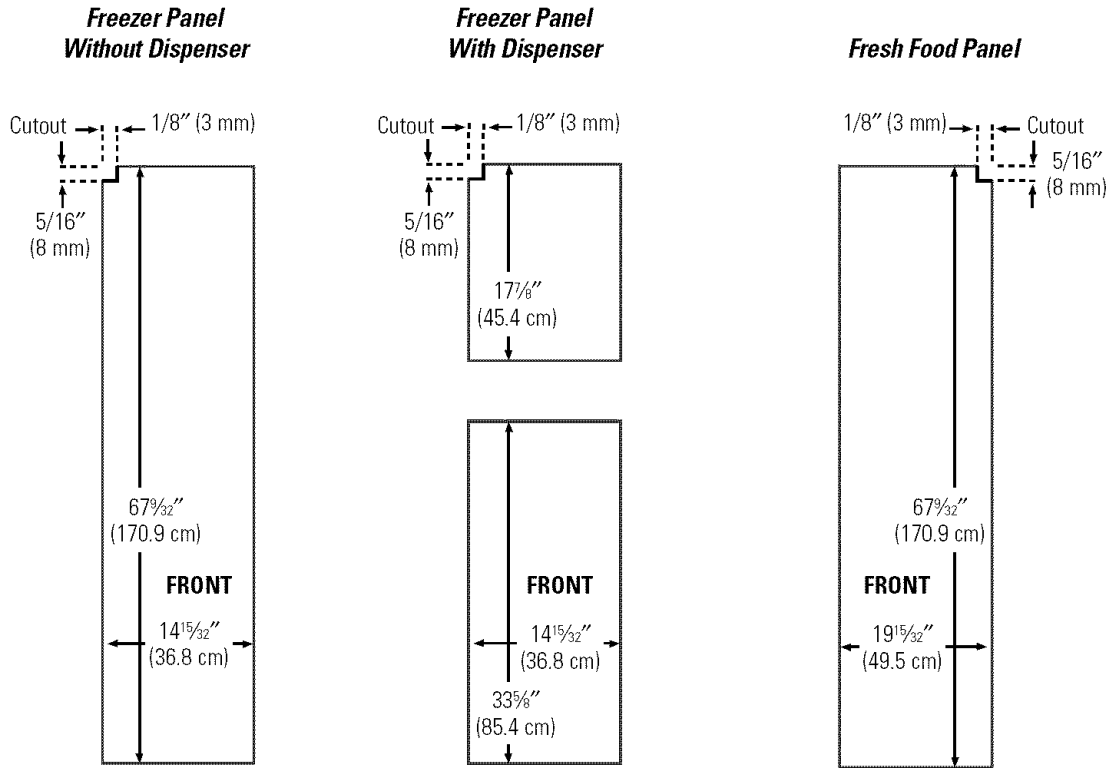 Freezer Panel
Without Dispenser
Freezer Panel
With Dispenser
Fresh Food Panel
Cutout
1/8″ (3 mm)
5/16″
(8 mm)
67⁹⁄₃₂″
(170.9 cm)
FRONT
14¹⁵⁄₃₂″
(36.8 cm)
Cutout
1/8″ (3 mm)
5/16″
(8 mm)
17⅞″
(45.4 cm)
FRONT
14¹⁵⁄₃₂″
(36.8 cm)
33⅝″
(85.4 cm)
1/8″ (3 mm)
Cutout
5/16″
(8 mm)
67⁹⁄₃₂″
(170.9 cm)
FRONT
19¹⁵⁄₃₂″
(49.5 cm)